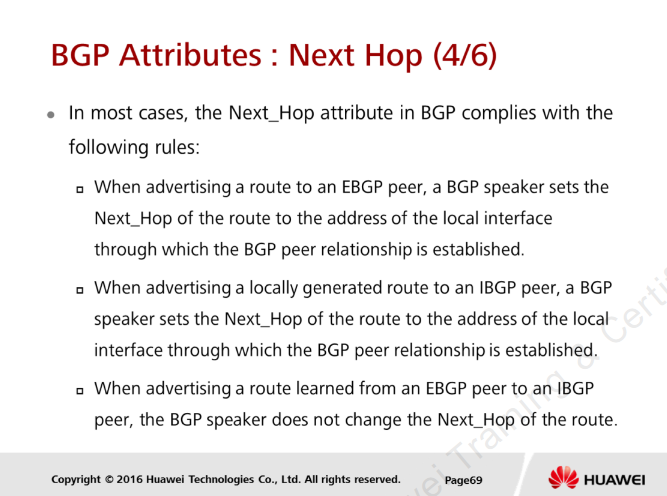 BGP Attributes : Next Hop (4/6)
In most cases, the Next_Hop attribute in BGP complies with the
following rules:
When advertising a route to an EBGP peer, a BGP speaker sets the
Next_Hop of the route to the address of the local interface
through which the BGP peer relationship is established.
When advertising a locally generated route to an IBGP peer, a BGP
speaker sets the Next_Hop of the route to the address of the local
interface through which the BGP peer relationship is established.
When advertising a route learned from an EBGP peer to an IBGP
peer, the BGP speaker does not change the Next_Hop of the route.
Copyright © 2016 Huawei Technologies Co., Ltd. All rights reserved.
Page69
HUAWEI